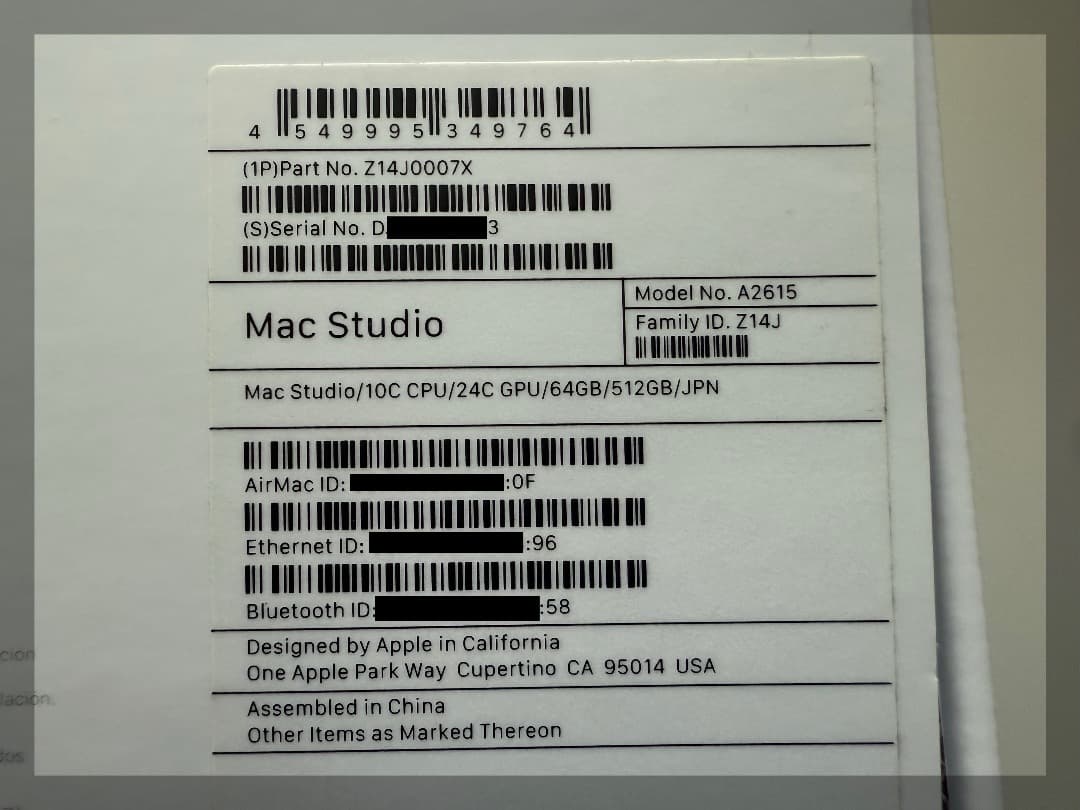 4 549995 349764
(1P)Part No. Z14J0007X
(S)Serial No. D 3
Model No. A2615
Mac Studio
Family ID. Z14J
Mac Studio/10C CPU/24C GPU/64GB/512GB/JPN
AirMac ID: :0F
Ethernet ID: :96
Bluetooth ID: :58
Designed by Apple in California
One Apple Park Way Cupertino CA 95014 USA
Assembled in China
Other Items as Marked Thereon
ción
lación.
dos